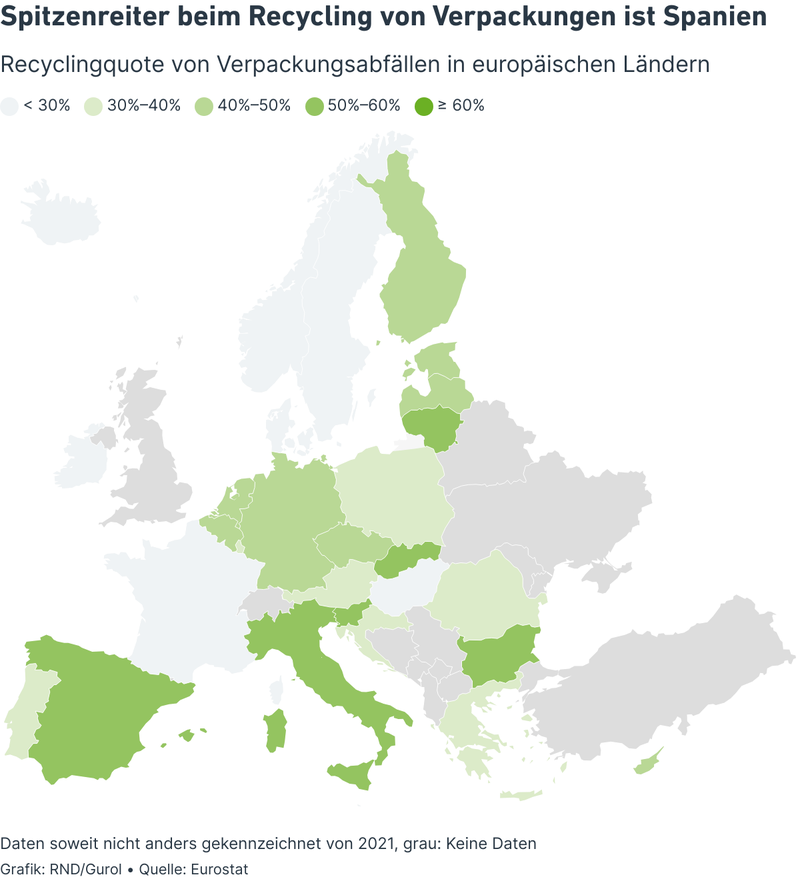 Spitzenreiter beim Recycling von Verpackungen ist Spanien
Recyclingquote von Verpackungsabfällen in europäischen Ländern
< 30% 30%–40% 40%–50% 50%–60% ≥ 60%
Daten soweit nicht anders gekennzeichnet von 2021, grau: Keine Daten
Grafik: RND/Gurol • Quelle: Eurostat